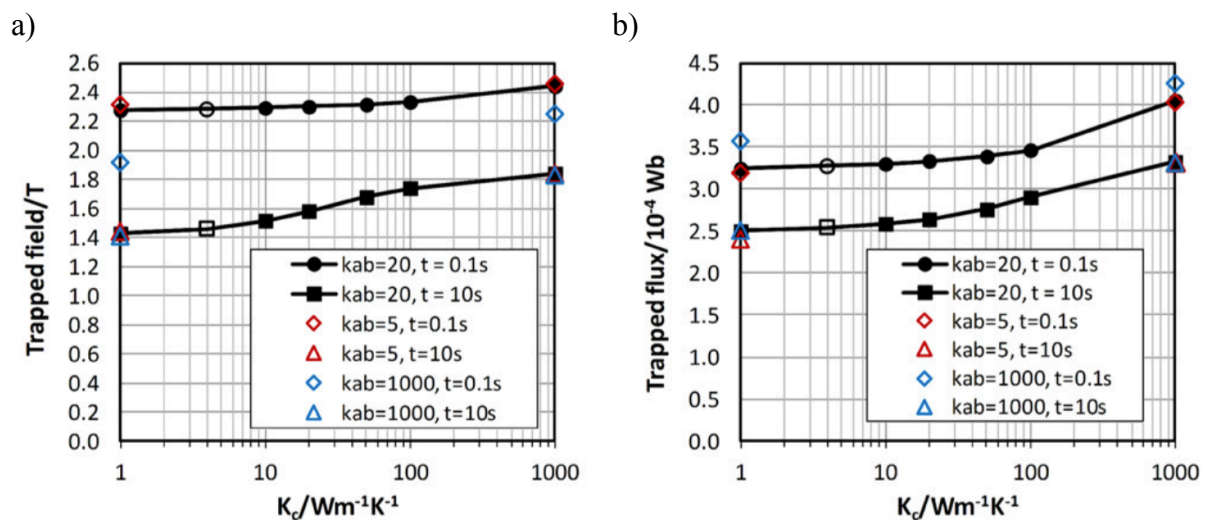 a)
Trapped field/T
2.6
2.4
2.2
2.0
1.8
1.6
1.4
1.2
1.0
0.8
0.6
0.4
0.2
0.0
kab=20, t = 0.1s
kab=20, t = 10s
kab=5, t=0.1s
kab=5, t=10s
kab=1000, t=0.1s
kab=1000, t=10s
1 10 100 1000
Kc/Wm⁻¹K⁻¹
b)
Trapped flux/10⁻⁴ Wb
4.5
4.0
3.5
3.0
2.5
2.0
1.5
1.0
0.5
0.0
kab=20, t = 0.1s
kab=20, t = 10s
kab=5, t=0.1s
kab=5, t=10s
kab=1000, t=0.1s
kab=1000, t=10s
1 10 100 1000
Kc/Wm⁻¹K⁻¹